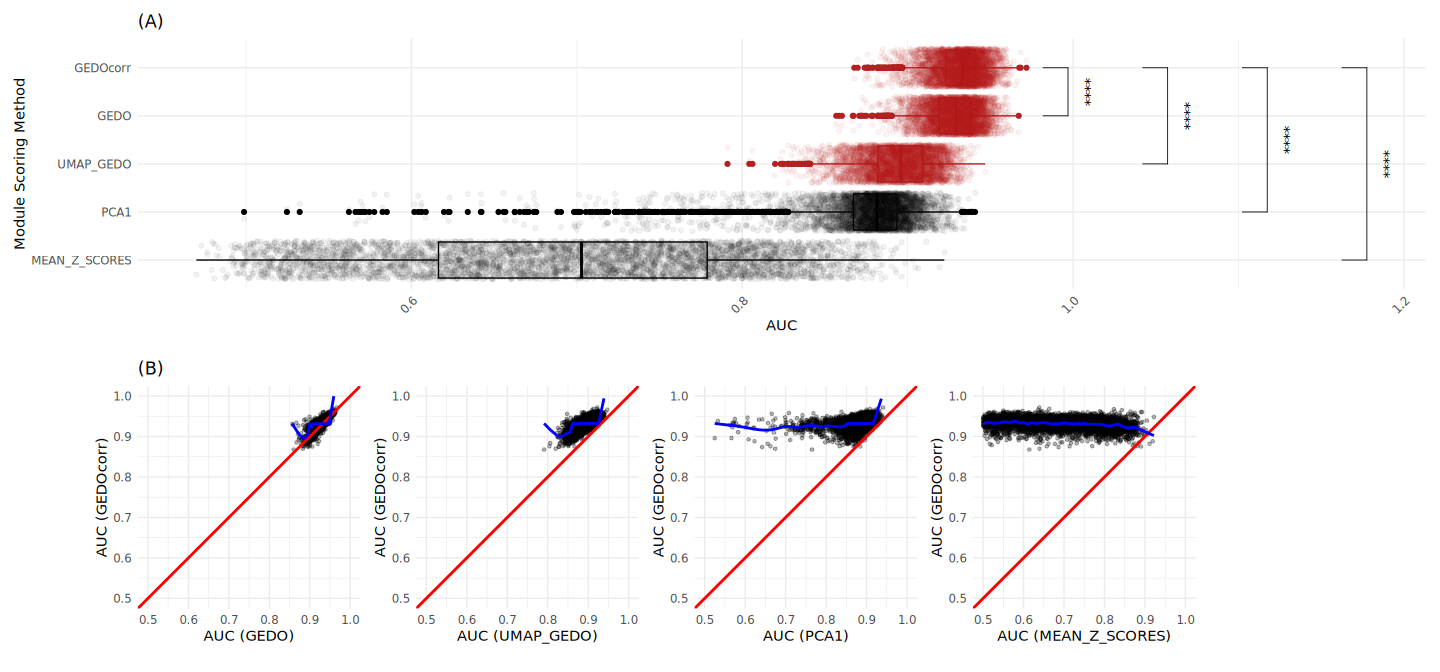 (A)
Module Scoring Method
GEDOcorr
GEDO
UMAP_GEDO
PCA1
MEAN_Z_SCORES
****
****
****
****
0.6
0.8
1.0
1.2
AUC
(B)
AUC (GEDOcorr)
1.0
0.9
0.8
0.7
0.6
0.5
0.5 0.6 0.7 0.8 0.9 1.0
AUC (GEDO)
AUC (GEDOcorr)
1.0
0.9
0.8
0.7
0.6
0.5
0.5 0.6 0.7 0.8 0.9 1.0
AUC (UMAP_GEDO)
AUC (GEDOcorr)
1.0
0.9
0.8
0.7
0.6
0.5
0.5 0.6 0.7 0.8 0.9 1.0
AUC (PCA1)
AUC (GEDOcorr)
1.0
0.9
0.8
0.7
0.6
0.5
0.5 0.6 0.7 0.8 0.9 1.0
AUC (MEAN_Z_SCORES)